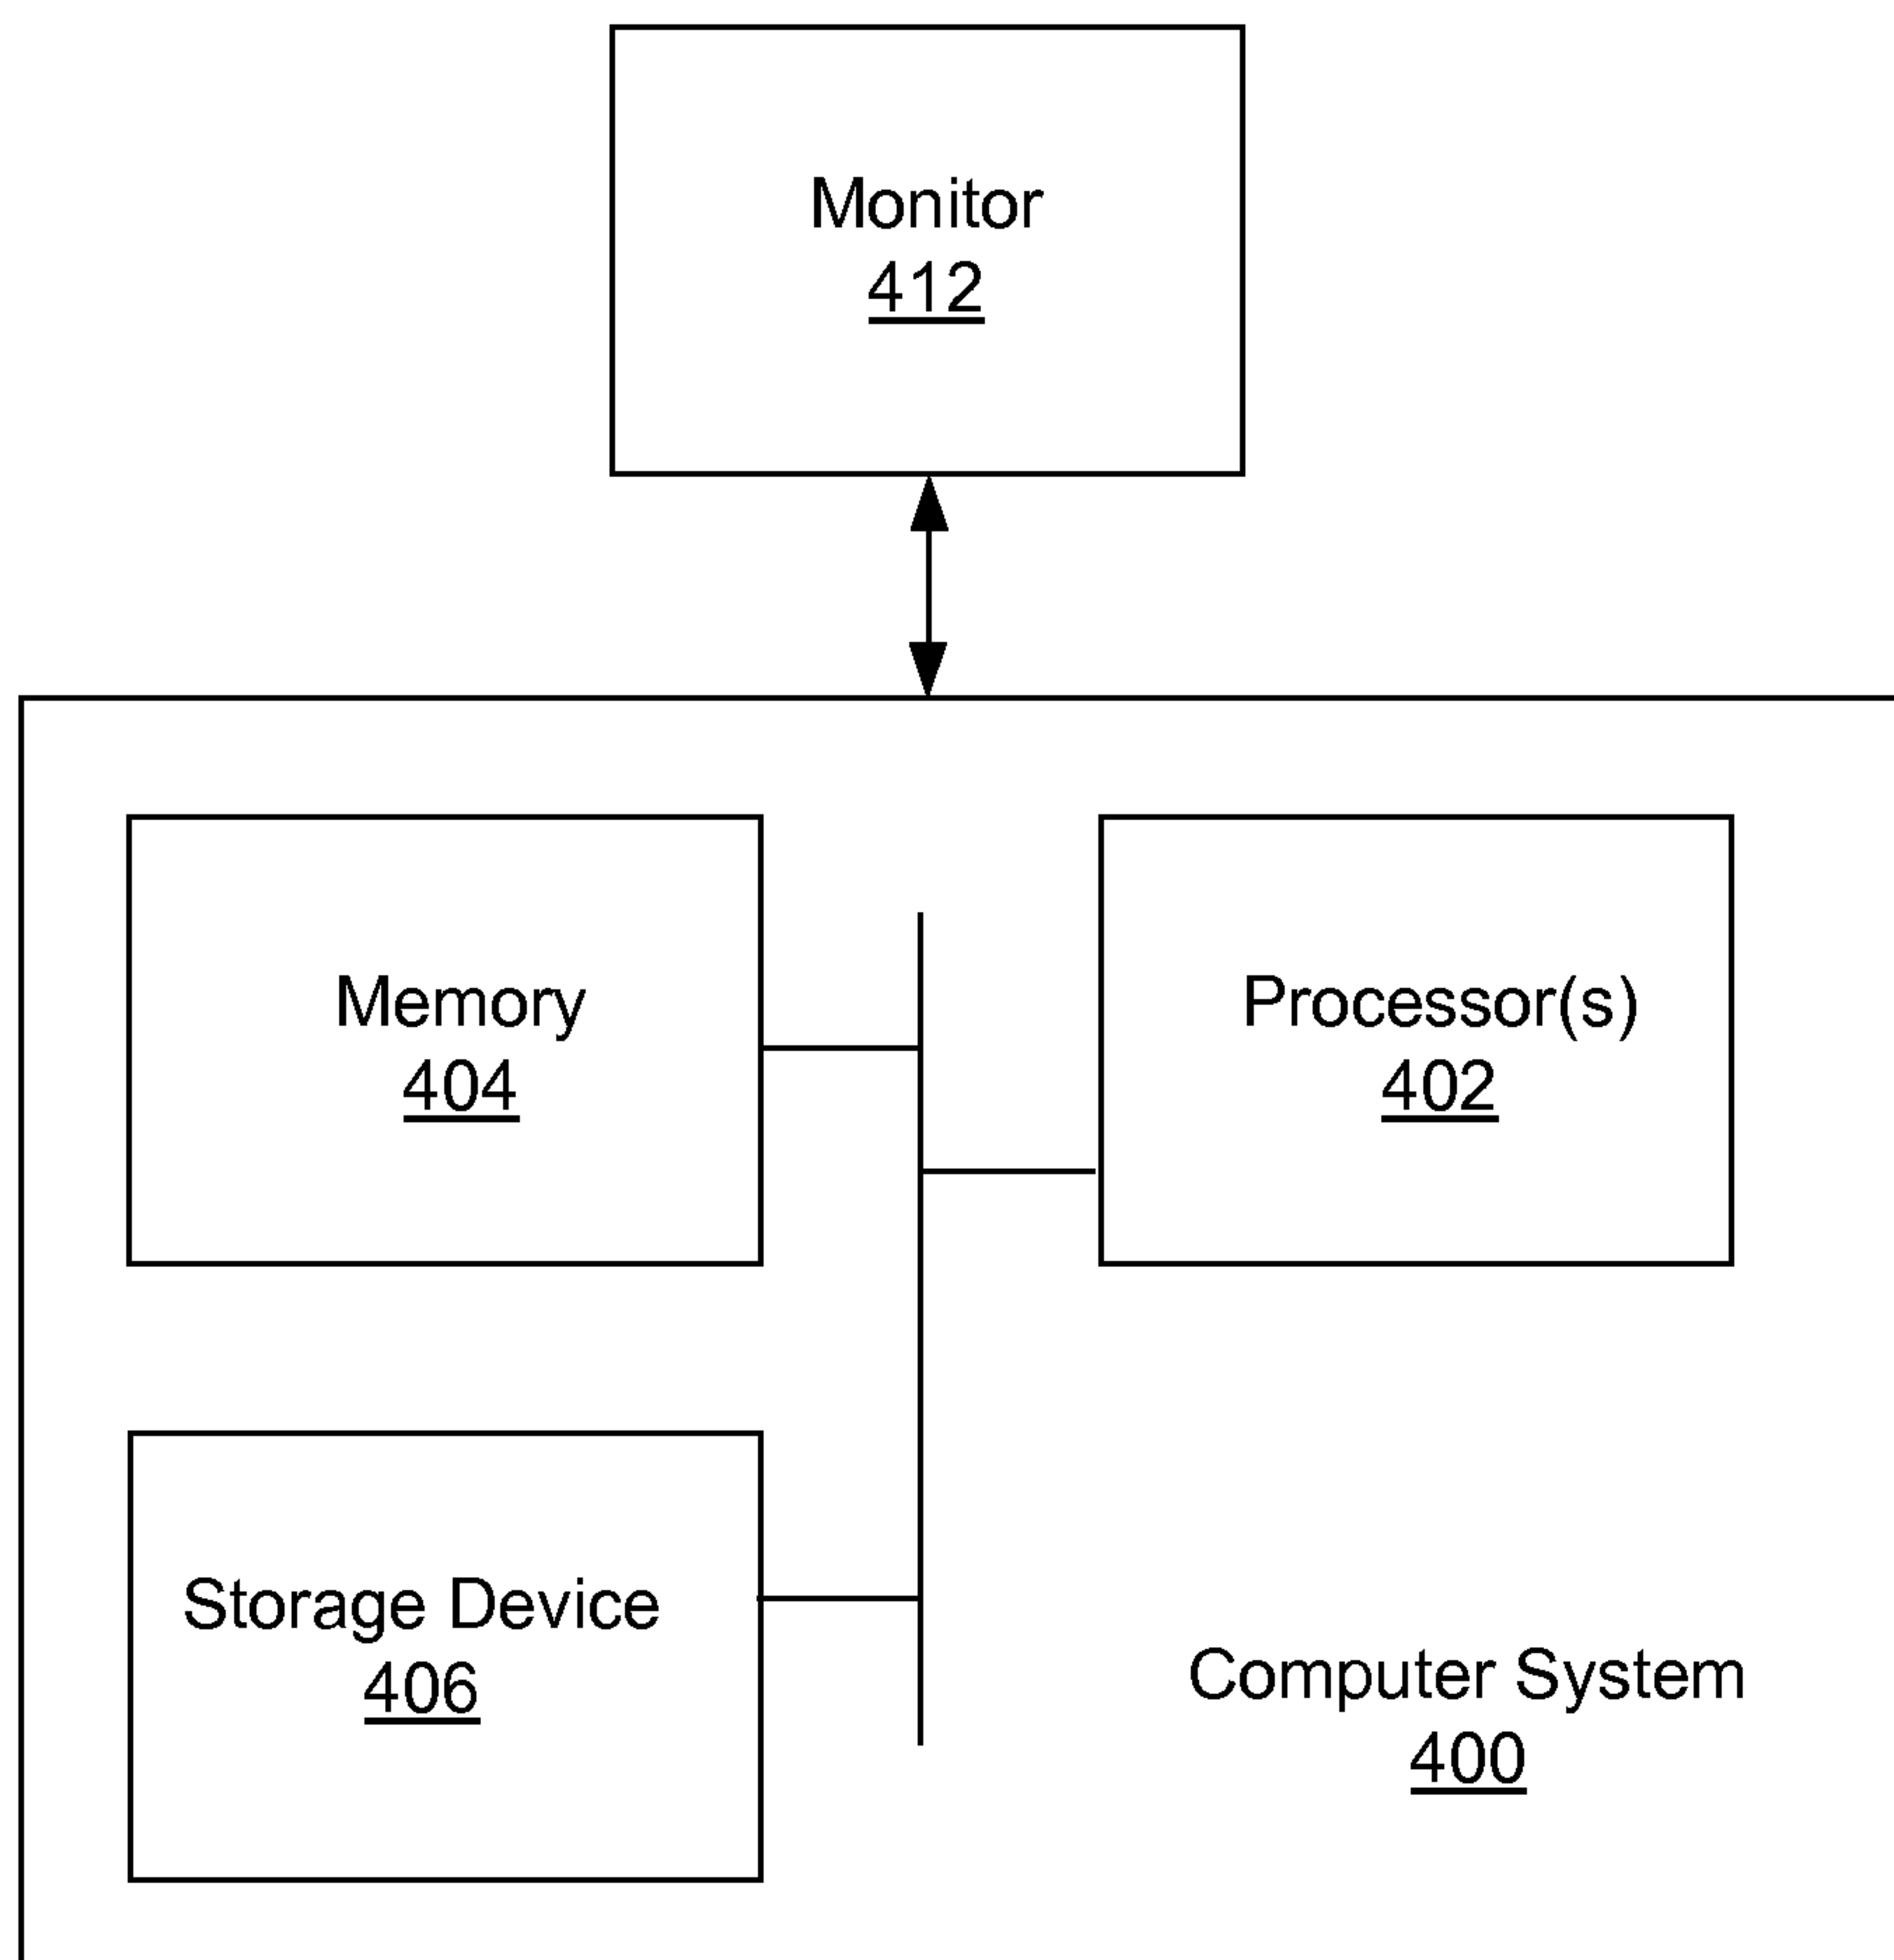 Monitor
412
Memory
404
Processor(s)
402
Storage Device
406
Computer System
400